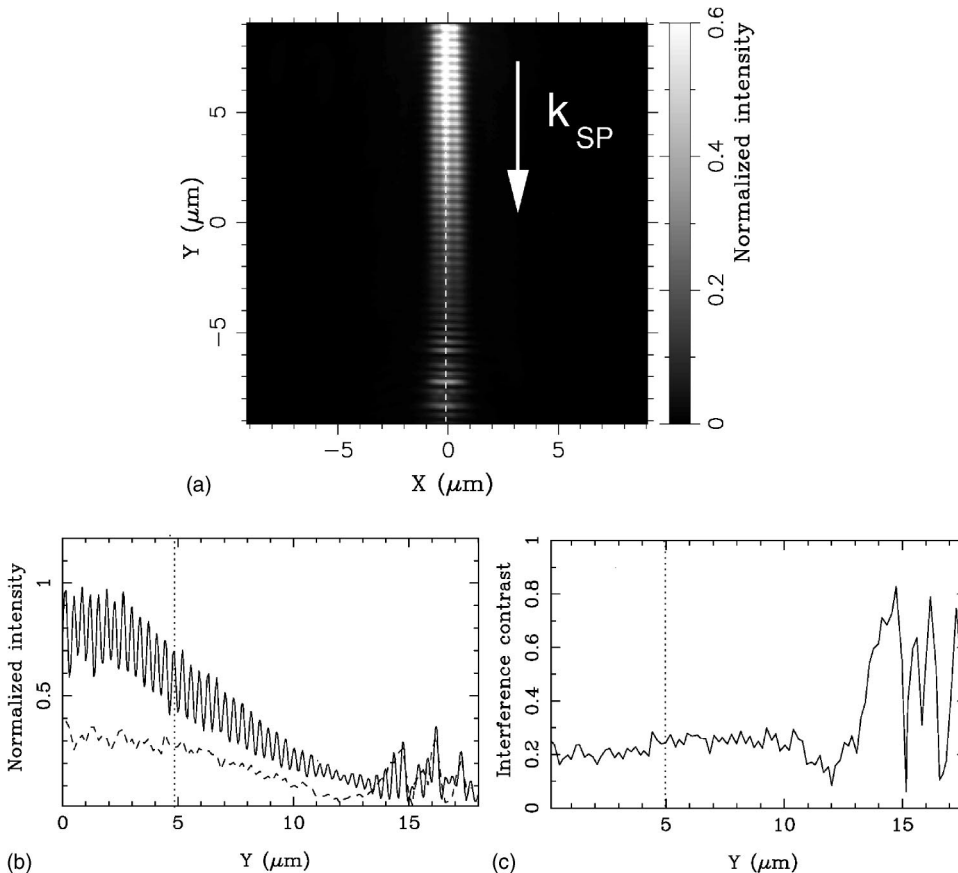 0.6
0.4
0.2
0
Normalized intensity
k SP
5
0
−5
Y (μm)
−5 0 5
X (μm)
(a)
1
0.5
Normalized intensity
0 5 10 15
Y (μm)
(b)
1
0.8
0.6
0.4
0.2
0
Interference contrast
5 10 15
Y (μm)
(c)